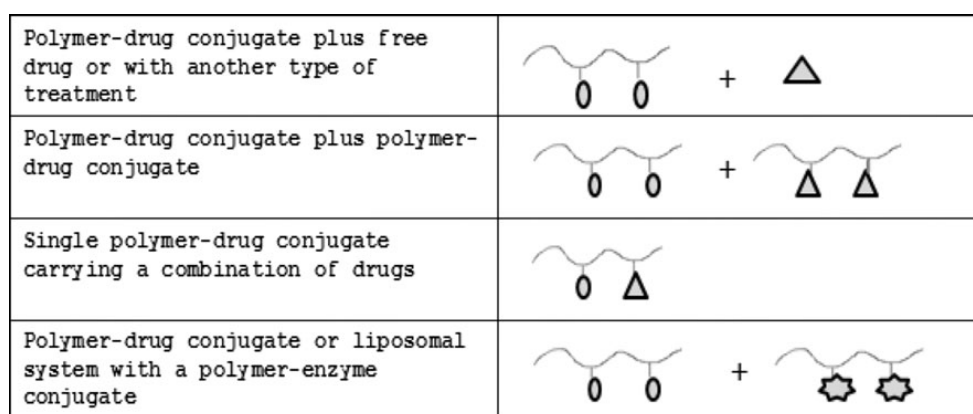 Polymer-drug conjugate plus free
drug or with another type of
treatment
+
Polymer-drug conjugate plus polymer-
drug conjugate
+
Single polymer-drug conjugate
carrying a combination of drugs
Polymer-drug conjugate or liposomal
system with a polymer-enzyme
conjugate
+